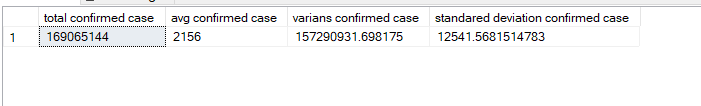 total confirmed case avg confirmed case varians confirmed case standared deviation confirmed case
1 169065144 2156 157290931.698175 12541.5681514783